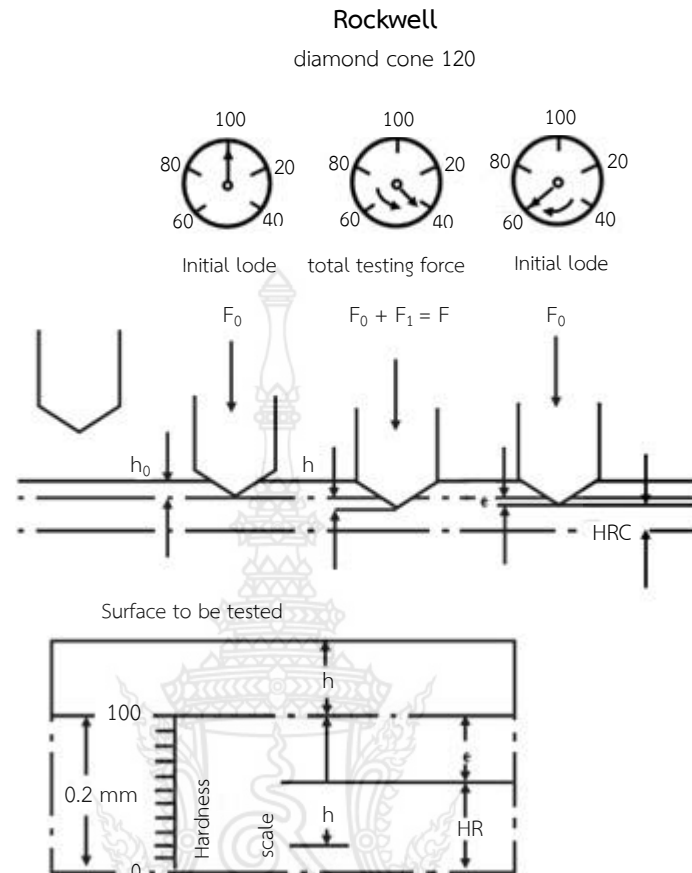 Rockwell
diamond cone 120
100 100 100
80 20 80 20 80 20
60 40 60 40 60 40
Initial lode total testing force Initial lode
F₀ F₀ + F₁ = F F₀
h₀ h e
HRC
Surface to be tested
h
100
e
0.2 mm Hardness scale h HR
0